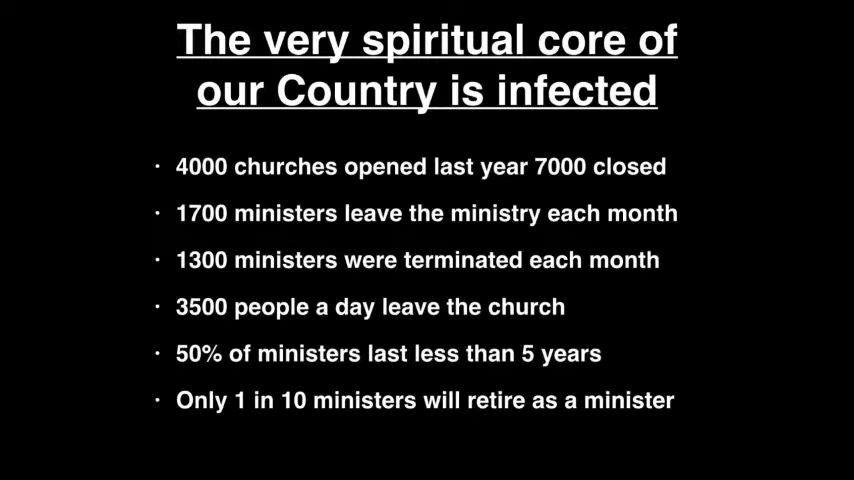 The very spiritual core of
our Country is infected
· 4000 churches opened last year 7000 closed
· 1700 ministers leave the ministry each month
· 1300 ministers were terminated each month
· 3500 people a day leave the church
· 50% of ministers last less than 5 years
· Only 1 in 10 ministers will retire as a minister